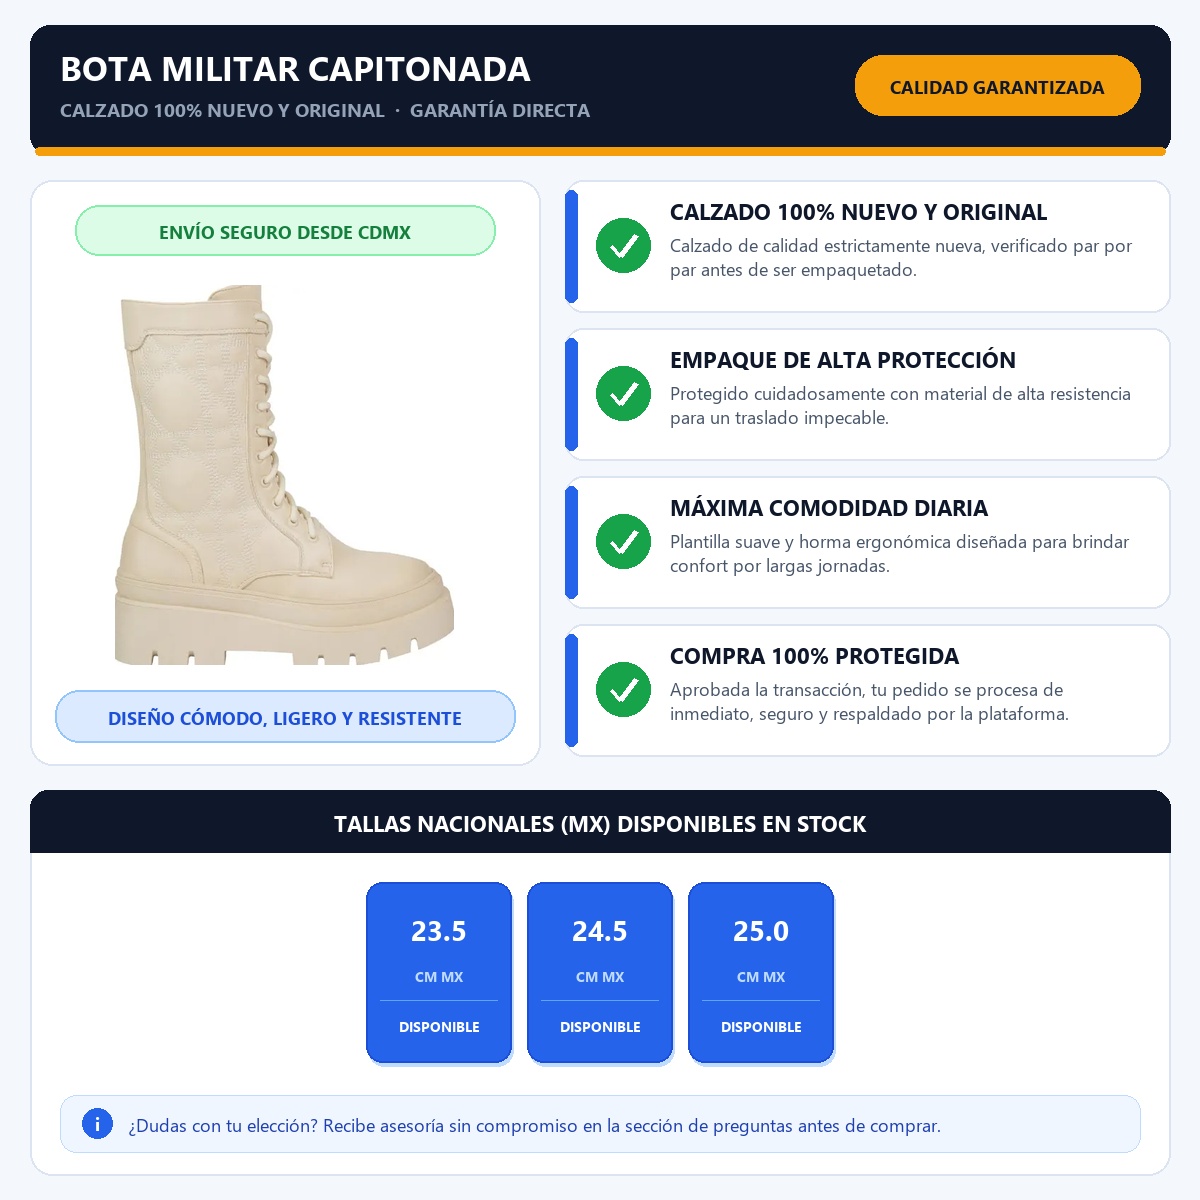 BOTA MILITAR CAPITONADA
CALZADO 100% NUEVO Y ORIGINAL · GARANTÍA DIRECTA
CALIDAD GARANTIZADA
ENVÍO SEGURO DESDE CDMX
DISEÑO CÓMODO, LIGERO Y RESISTENTE
CALZADO 100% NUEVO Y ORIGINAL
Calzado de calidad estrictamente nueva, verificado par por
par antes de ser empaquetado.
EMPAQUE DE ALTA PROTECCIÓN
Protegido cuidadosamente con material de alta resistencia
para un traslado impecable.
MÁXIMA COMODIDAD DIARIA
Plantilla suave y horma ergonómica diseñada para brindar
confort por largas jornadas.
COMPRA 100% PROTEGIDA
Aprobada la transacción, tu pedido se procesa de
inmediato, seguro y respaldado por la plataforma.
TALLAS NACIONALES (MX) DISPONIBLES EN STOCK
23.5
CM MX
DISPONIBLE
24.5
CM MX
DISPONIBLE
25.0
CM MX
DISPONIBLE
¿Dudas con tu elección? Recibe asesoría sin compromiso en la sección de preguntas antes de comprar.